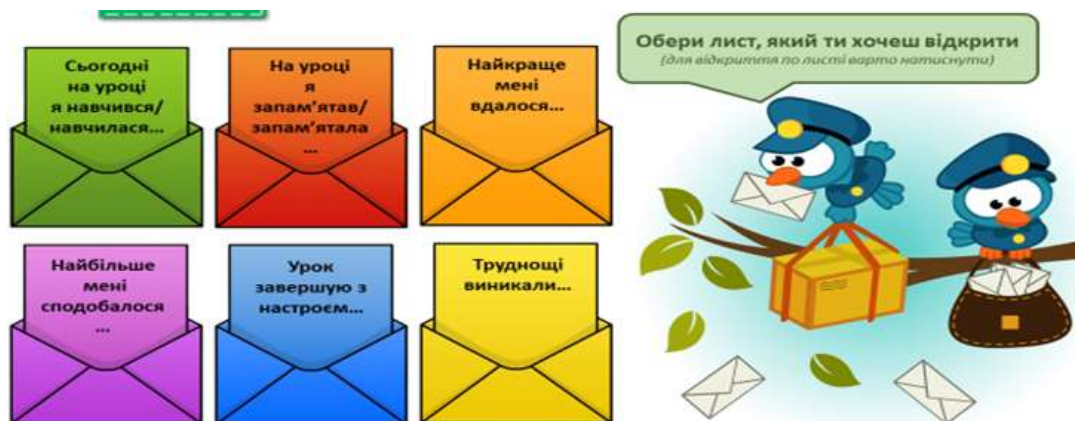 Сьогодні
на уроці
я навчився/
навчилася...
На уроці
я
запам’ятав/
запам’ятала
...
Найкраще
мені
вдалося...
Обери лист, який ти хочеш відкрити
(для відкриття по листі варто натиснути)
Найбільше
мені
сподобалося
...
Урок
завершую з
настроєм...
Труднощі
виникали...